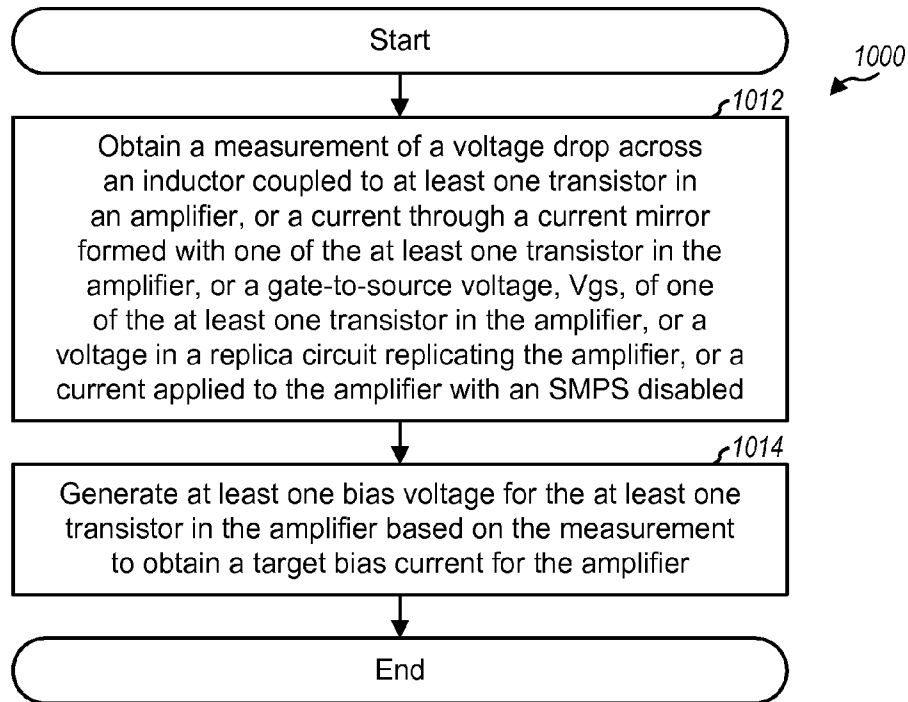 Start
1000
1012
Obtain a measurement of a voltage drop across
an inductor coupled to at least one transistor in
an amplifier, or a current through a current mirror
formed with one of the at least one transistor in the
amplifier, or a gate-to-source voltage, Vgs, of one
of the at least one transistor in the amplifier, or a
voltage in a replica circuit replicating the amplifier, or a
current applied to the amplifier with an SMPS disabled
1014
Generate at least one bias voltage for the at least one
transistor in the amplifier based on the measurement
to obtain a target bias current for the amplifier
End